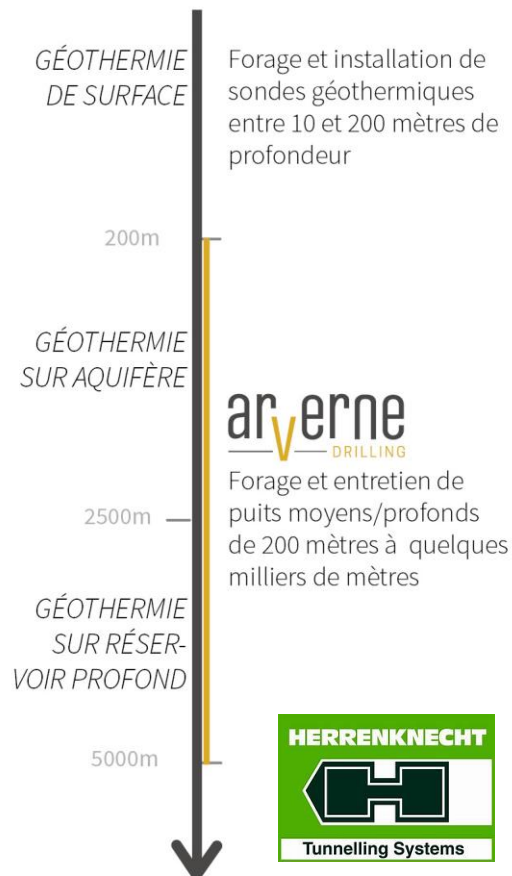 GÉOTHERMIE
DE SURFACE
Forage et installation de
sondes géothermiques
entre 10 et 200 mètres de
profondeur
200m
GÉOTHERMIE
SUR AQUIFÈRE
arverne
DRILLING
Forage et entretien de
puits moyens/profonds
de 200 mètres à quelques
milliers de mètres
2500m
GÉOTHERMIE
SUR RÉSER-
VOIR PROFOND
5000m
HERRENKNECHT
Tunnelling Systems